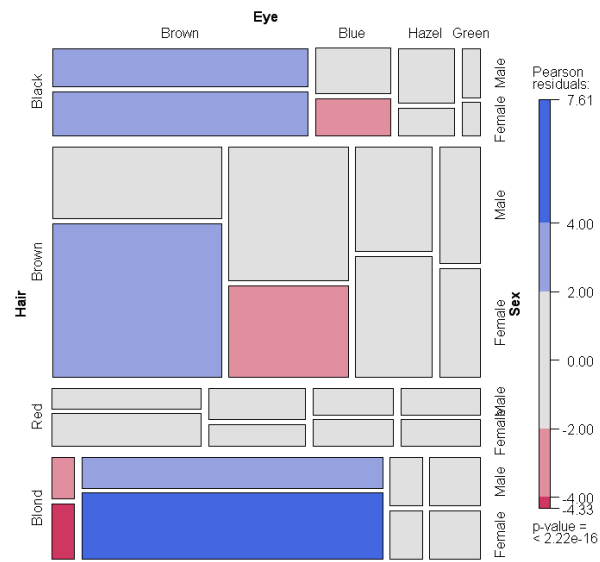 Eye
Brown Blue Hazel Green
Black
Male
Female
Brown
Male
Female
Red
Male
Female
Blond
Male
Female
Hair
Sex
Pearson
residuals:
7.61
4.00
2.00
0.00
-2.00
-4.00
-4.33
p-value =
< 2.22e-16